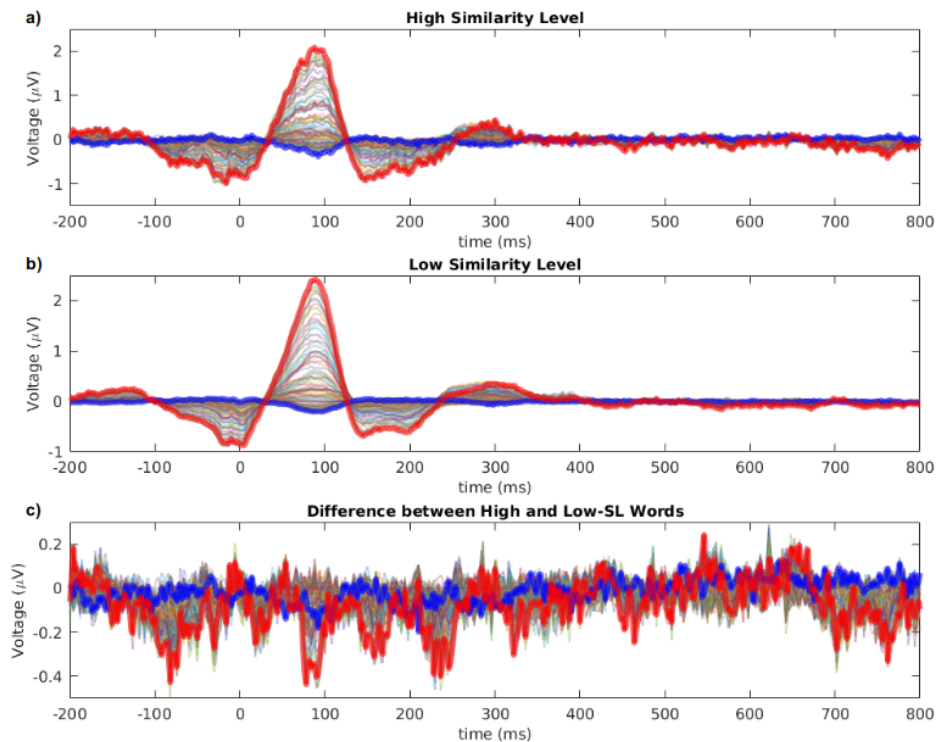 a) High Similarity Level
Voltage (μV)
2
1
0
-1
-200 -100 0 100 200 300 400 500 600 700 800
time (ms)
b) Low Similarity Level
Voltage (μV)
2
1
0
-1
-200 -100 0 100 200 300 400 500 600 700 800
time (ms)
c) Difference between High and Low-SL Words
Voltage (μV)
0.2
0
-0.2
-0.4
-200 -100 0 100 200 300 400 500 600 700 800
time (ms)